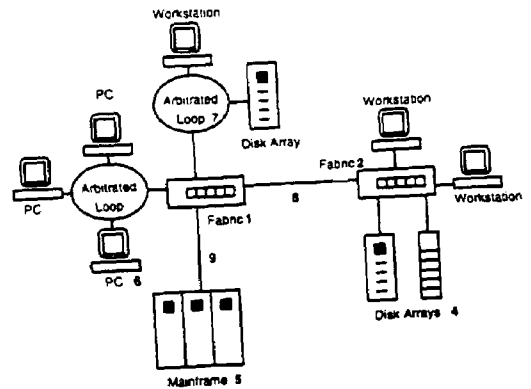 Workstation
PC
Arbitrated
Loop 7
Disk Array
Workstation
Fabric 2
Arbitrated
Loop
PC
Fabric 1
8
Workstation
PC 6
9
Disk Arrays 4
Mainframe 5